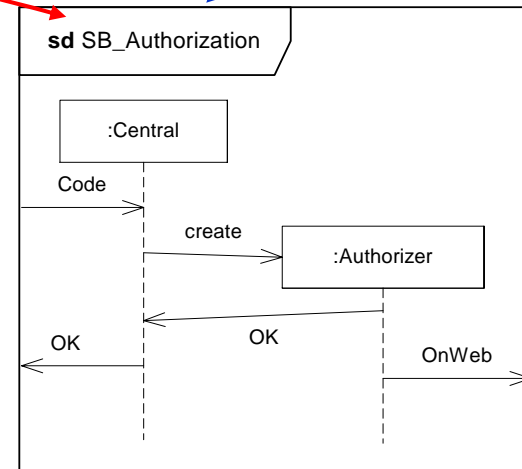 sd SB_Authorization
:Central
Code
create
:Authorizer
OK
OK
OnWeb